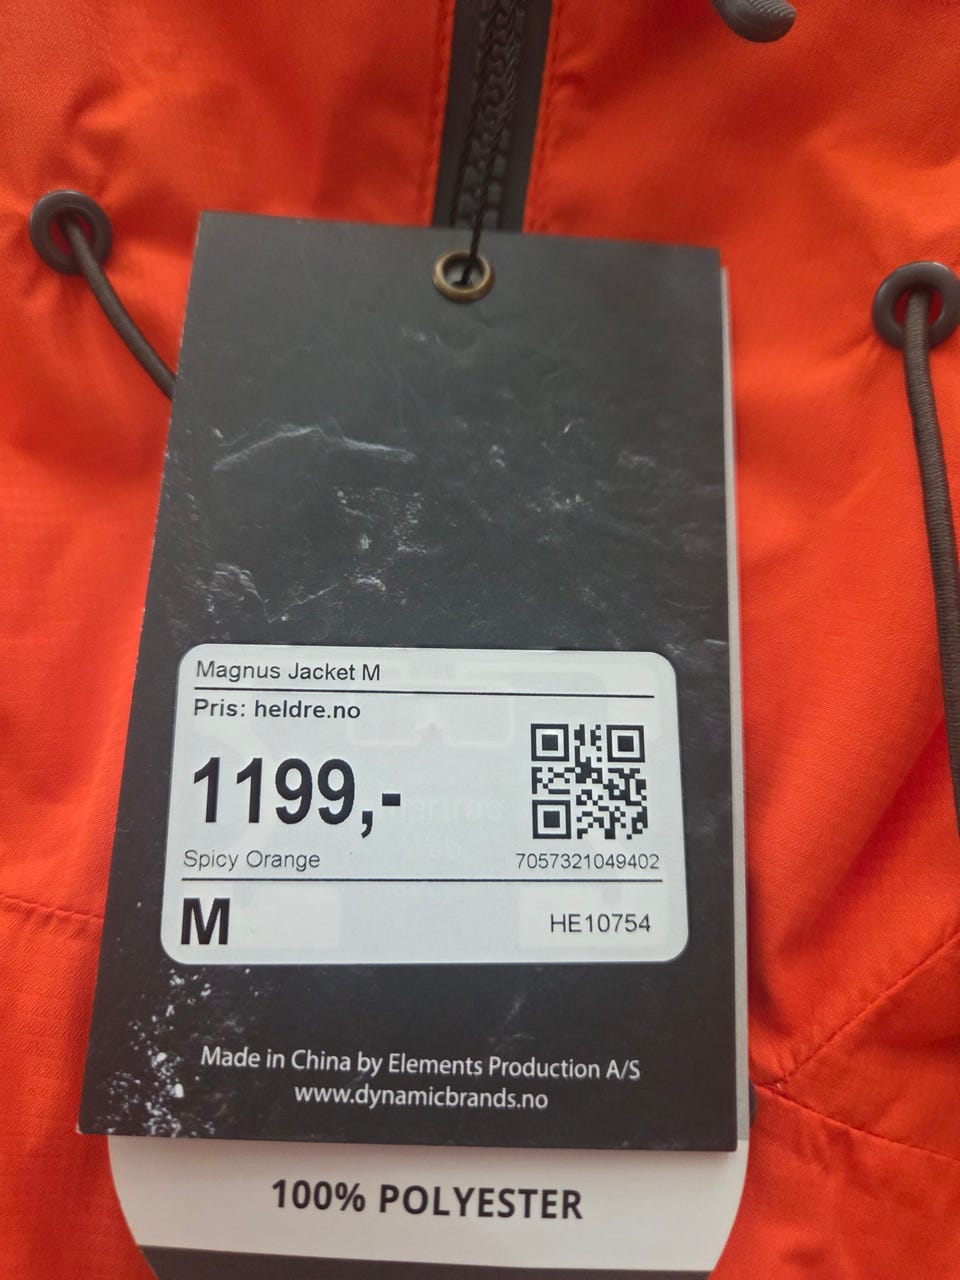 Magnus Jacket M
Pris: heldre.no
1199,-
Spicy Orange
7057321049402
M
HE10754
Made in China by Elements Production A/S
www.dynamicbrands.no
100% POLYESTER